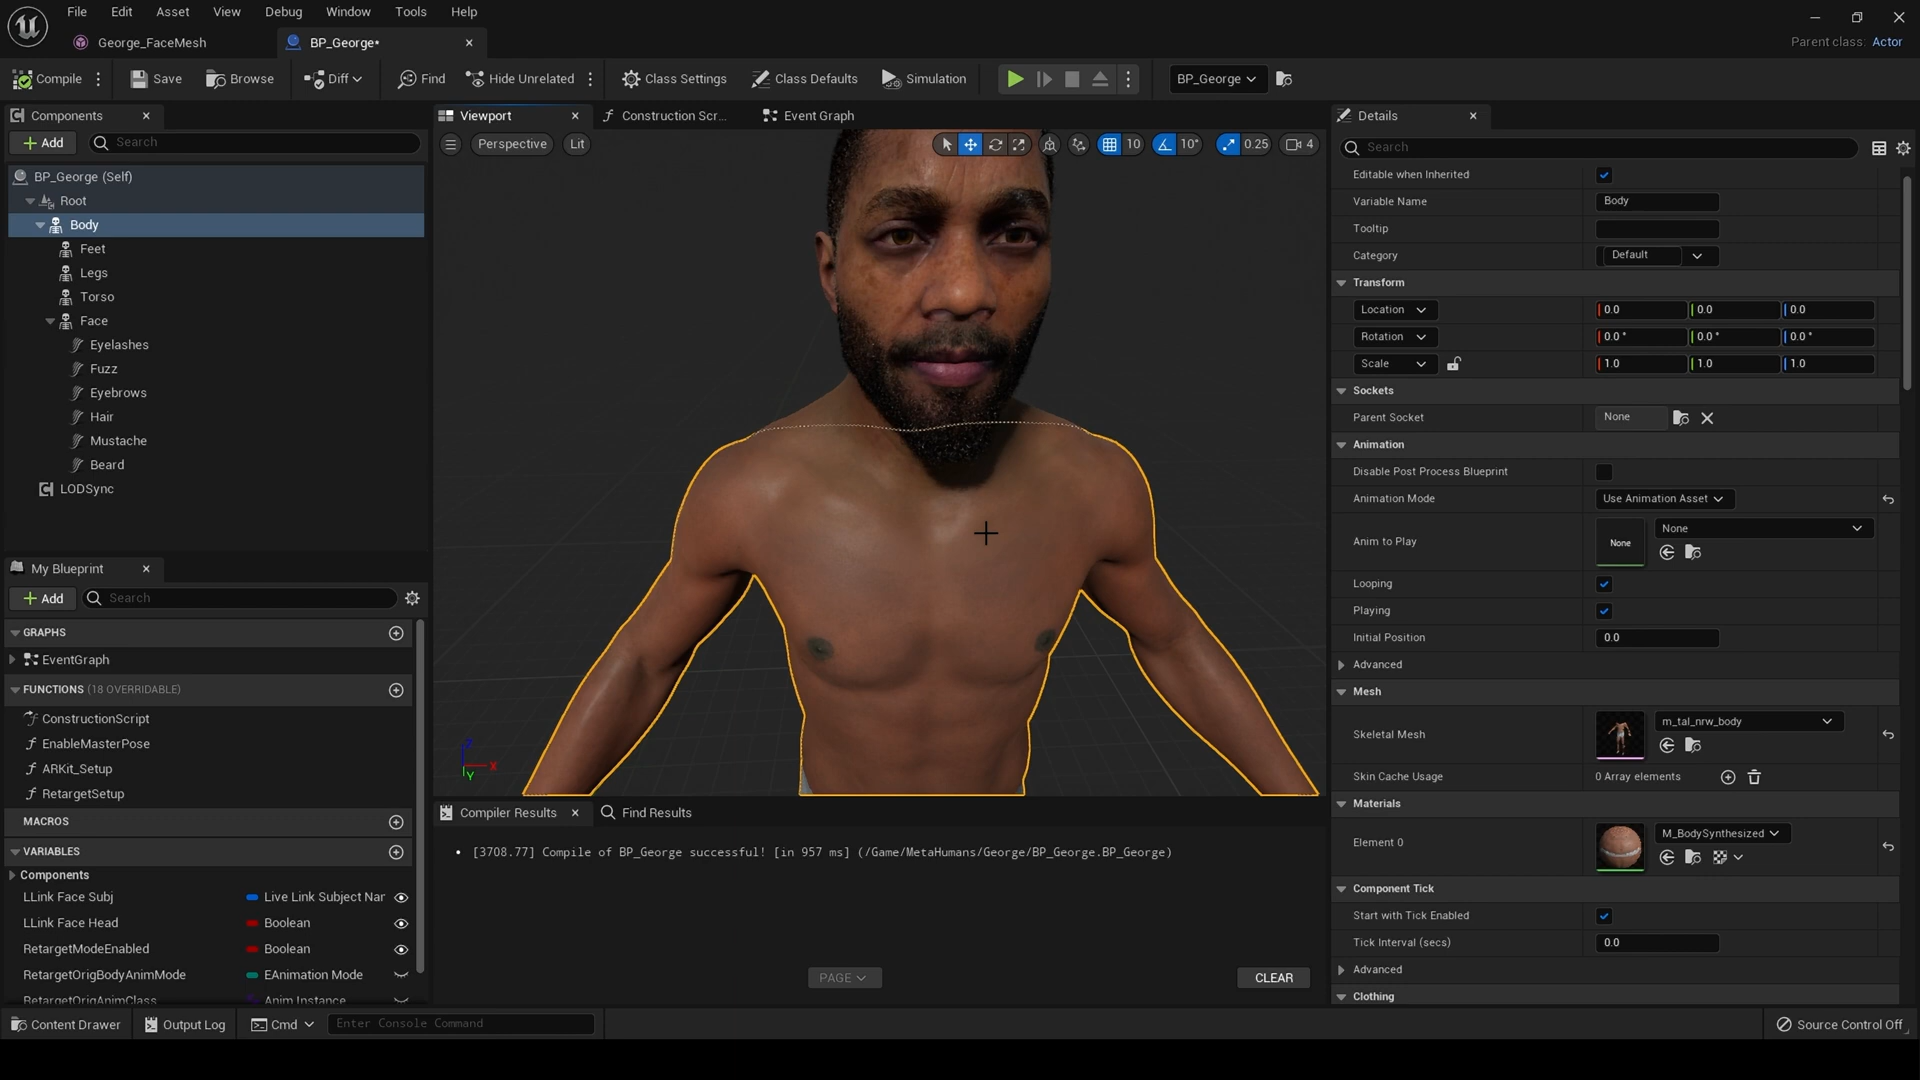 File Edit Asset View Debug Window Tools Help
George_FaceMesh
BP_George*
Parent class: Actor
Compile
Save
Browse
Diff
Find
Hide Unrelated
Class Settings
Class Defaults
Simulation
BP_George
Components
Add
Search
BP_George (Self)
Root
Body
Feet
Legs
Torso
Face
Eyelashes
Fuzz
Eyebrows
Hair
Mustache
Beard
LODSync
My Blueprint
Add
Search
GRAPHS
EventGraph
FUNCTIONS (18 OVERRIDABLE)
ConstructionScript
EnableMasterPose
ARKit_Setup
RetargetSetup
MACROS
VARIABLES
Components
LLink Face Subj Live Link Subject Nar
LLink Face Head Boolean
RetargetModeEnabled Boolean
RetargetOrigBodyAnimMode EAnimation Mode
RetargetOrigAnimClass Anim Instance
Viewport
Construction Scr...
Event Graph
Perspective
Lit
10
10°
0.25
4
Z
X
Y
Compiler Results
Find Results
[3708.77] Compile of BP_George successful! [in 957 ms] (/Game/MetaHumans/George/BP_George.BP_George)
PAGE
CLEAR
Details
Search
Editable when Inherited
Variable Name Body
Tooltip
Category Default
Transform
Location 0.0 0.0 0.0
Rotation 0.0 ° 0.0 ° 0.0 °
Scale 1.0 1.0 1.0
Sockets
Parent Socket None
Animation
Disable Post Process Blueprint
Animation Mode Use Animation Asset
Anim to Play None None
Looping
Playing
Initial Position 0.0
Advanced
Mesh
Skeletal Mesh m_tal_nrw_body
Skin Cache Usage 0 Array elements
Materials
Element 0 M_BodySynthesized
Component Tick
Start with Tick Enabled
Tick Interval (secs) 0.0
Advanced
Clothing
Content Drawer
Output Log
Cmd
Enter Console Command
Source Control Off